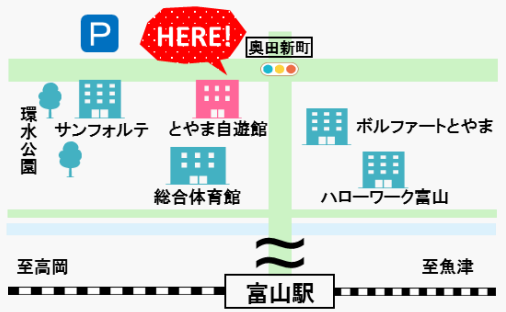 P
HERE!
奥田新町
環水公園
サンフォルテ
とやま自遊館
ボルファートとやま
総合体育館
ハローワーク富山
至高岡
至魚津
富山駅